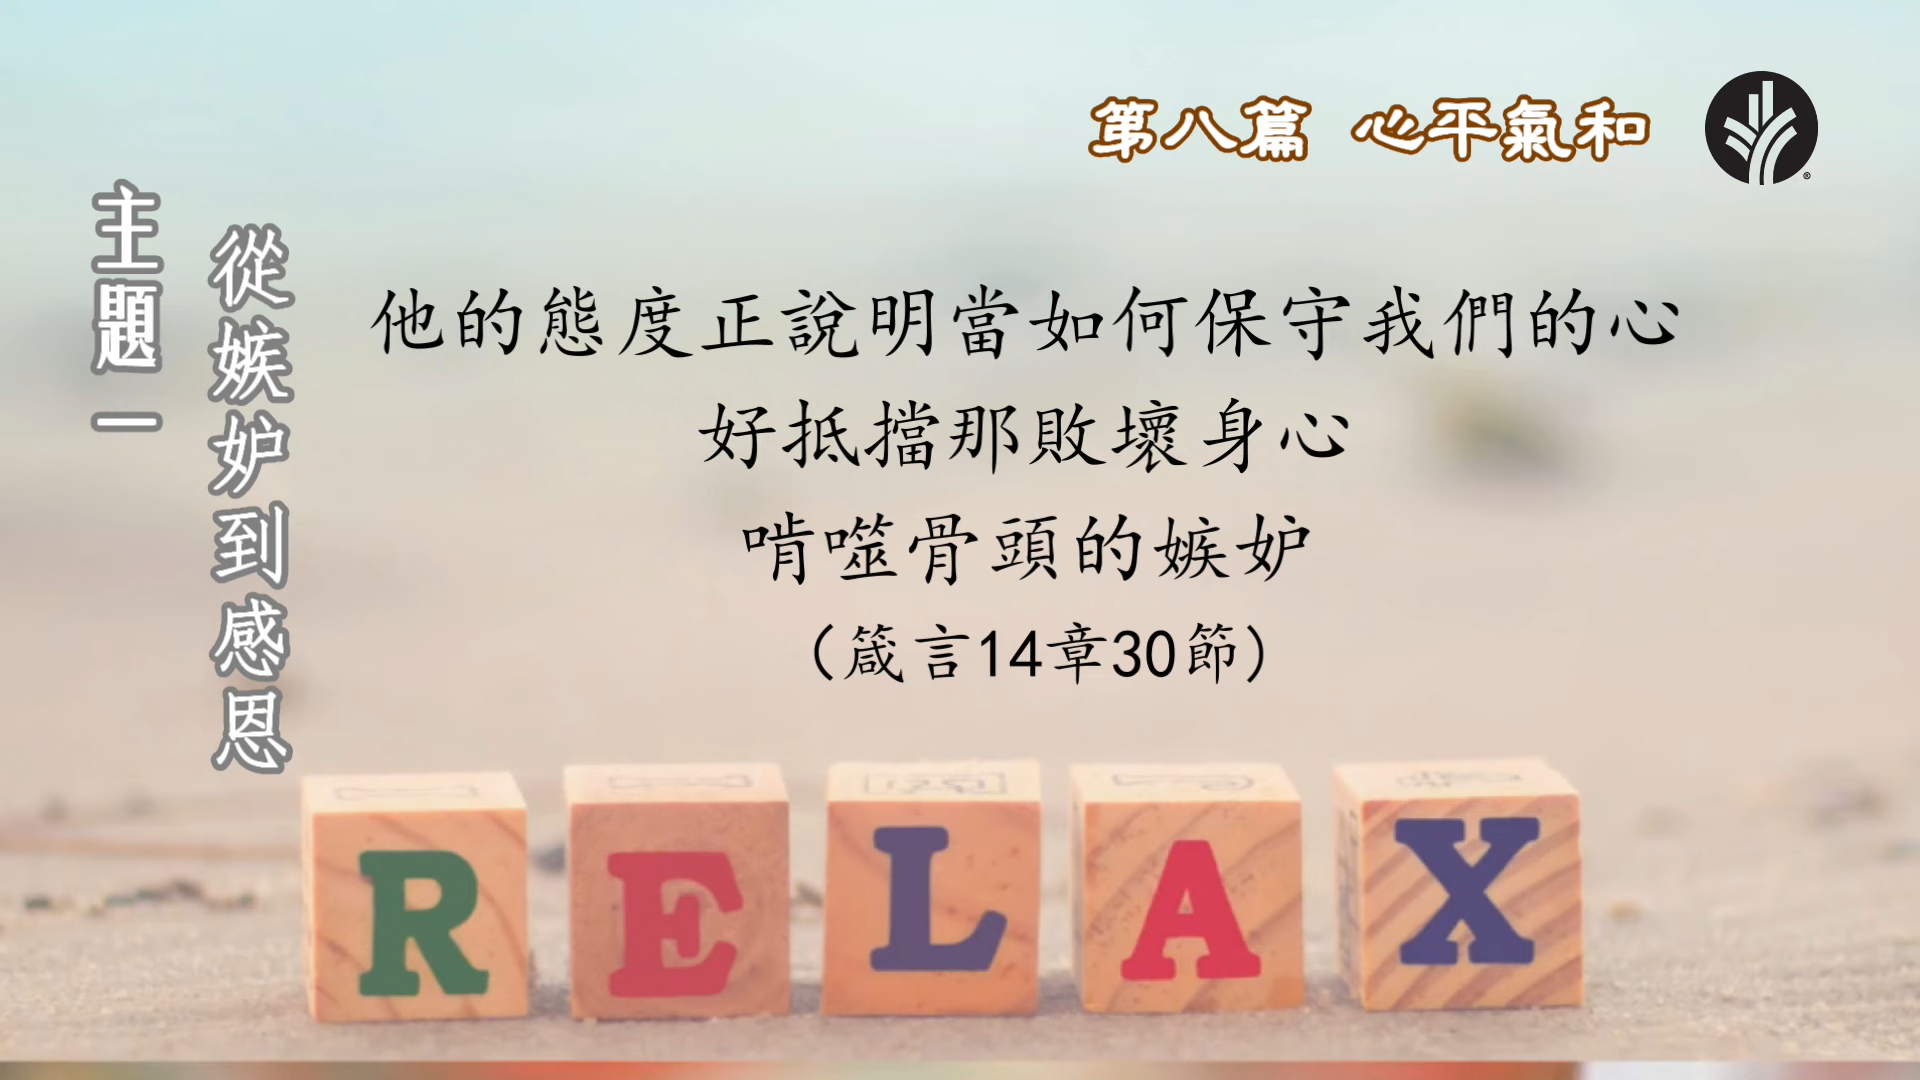 第八篇 心平氣和
®
主題一
從嫉妒到感恩
他的態度正說明當如何保守我們的心
好抵擋那敗壞身心
啃噬骨頭的嫉妒
（箴言14章30節）
RELAX